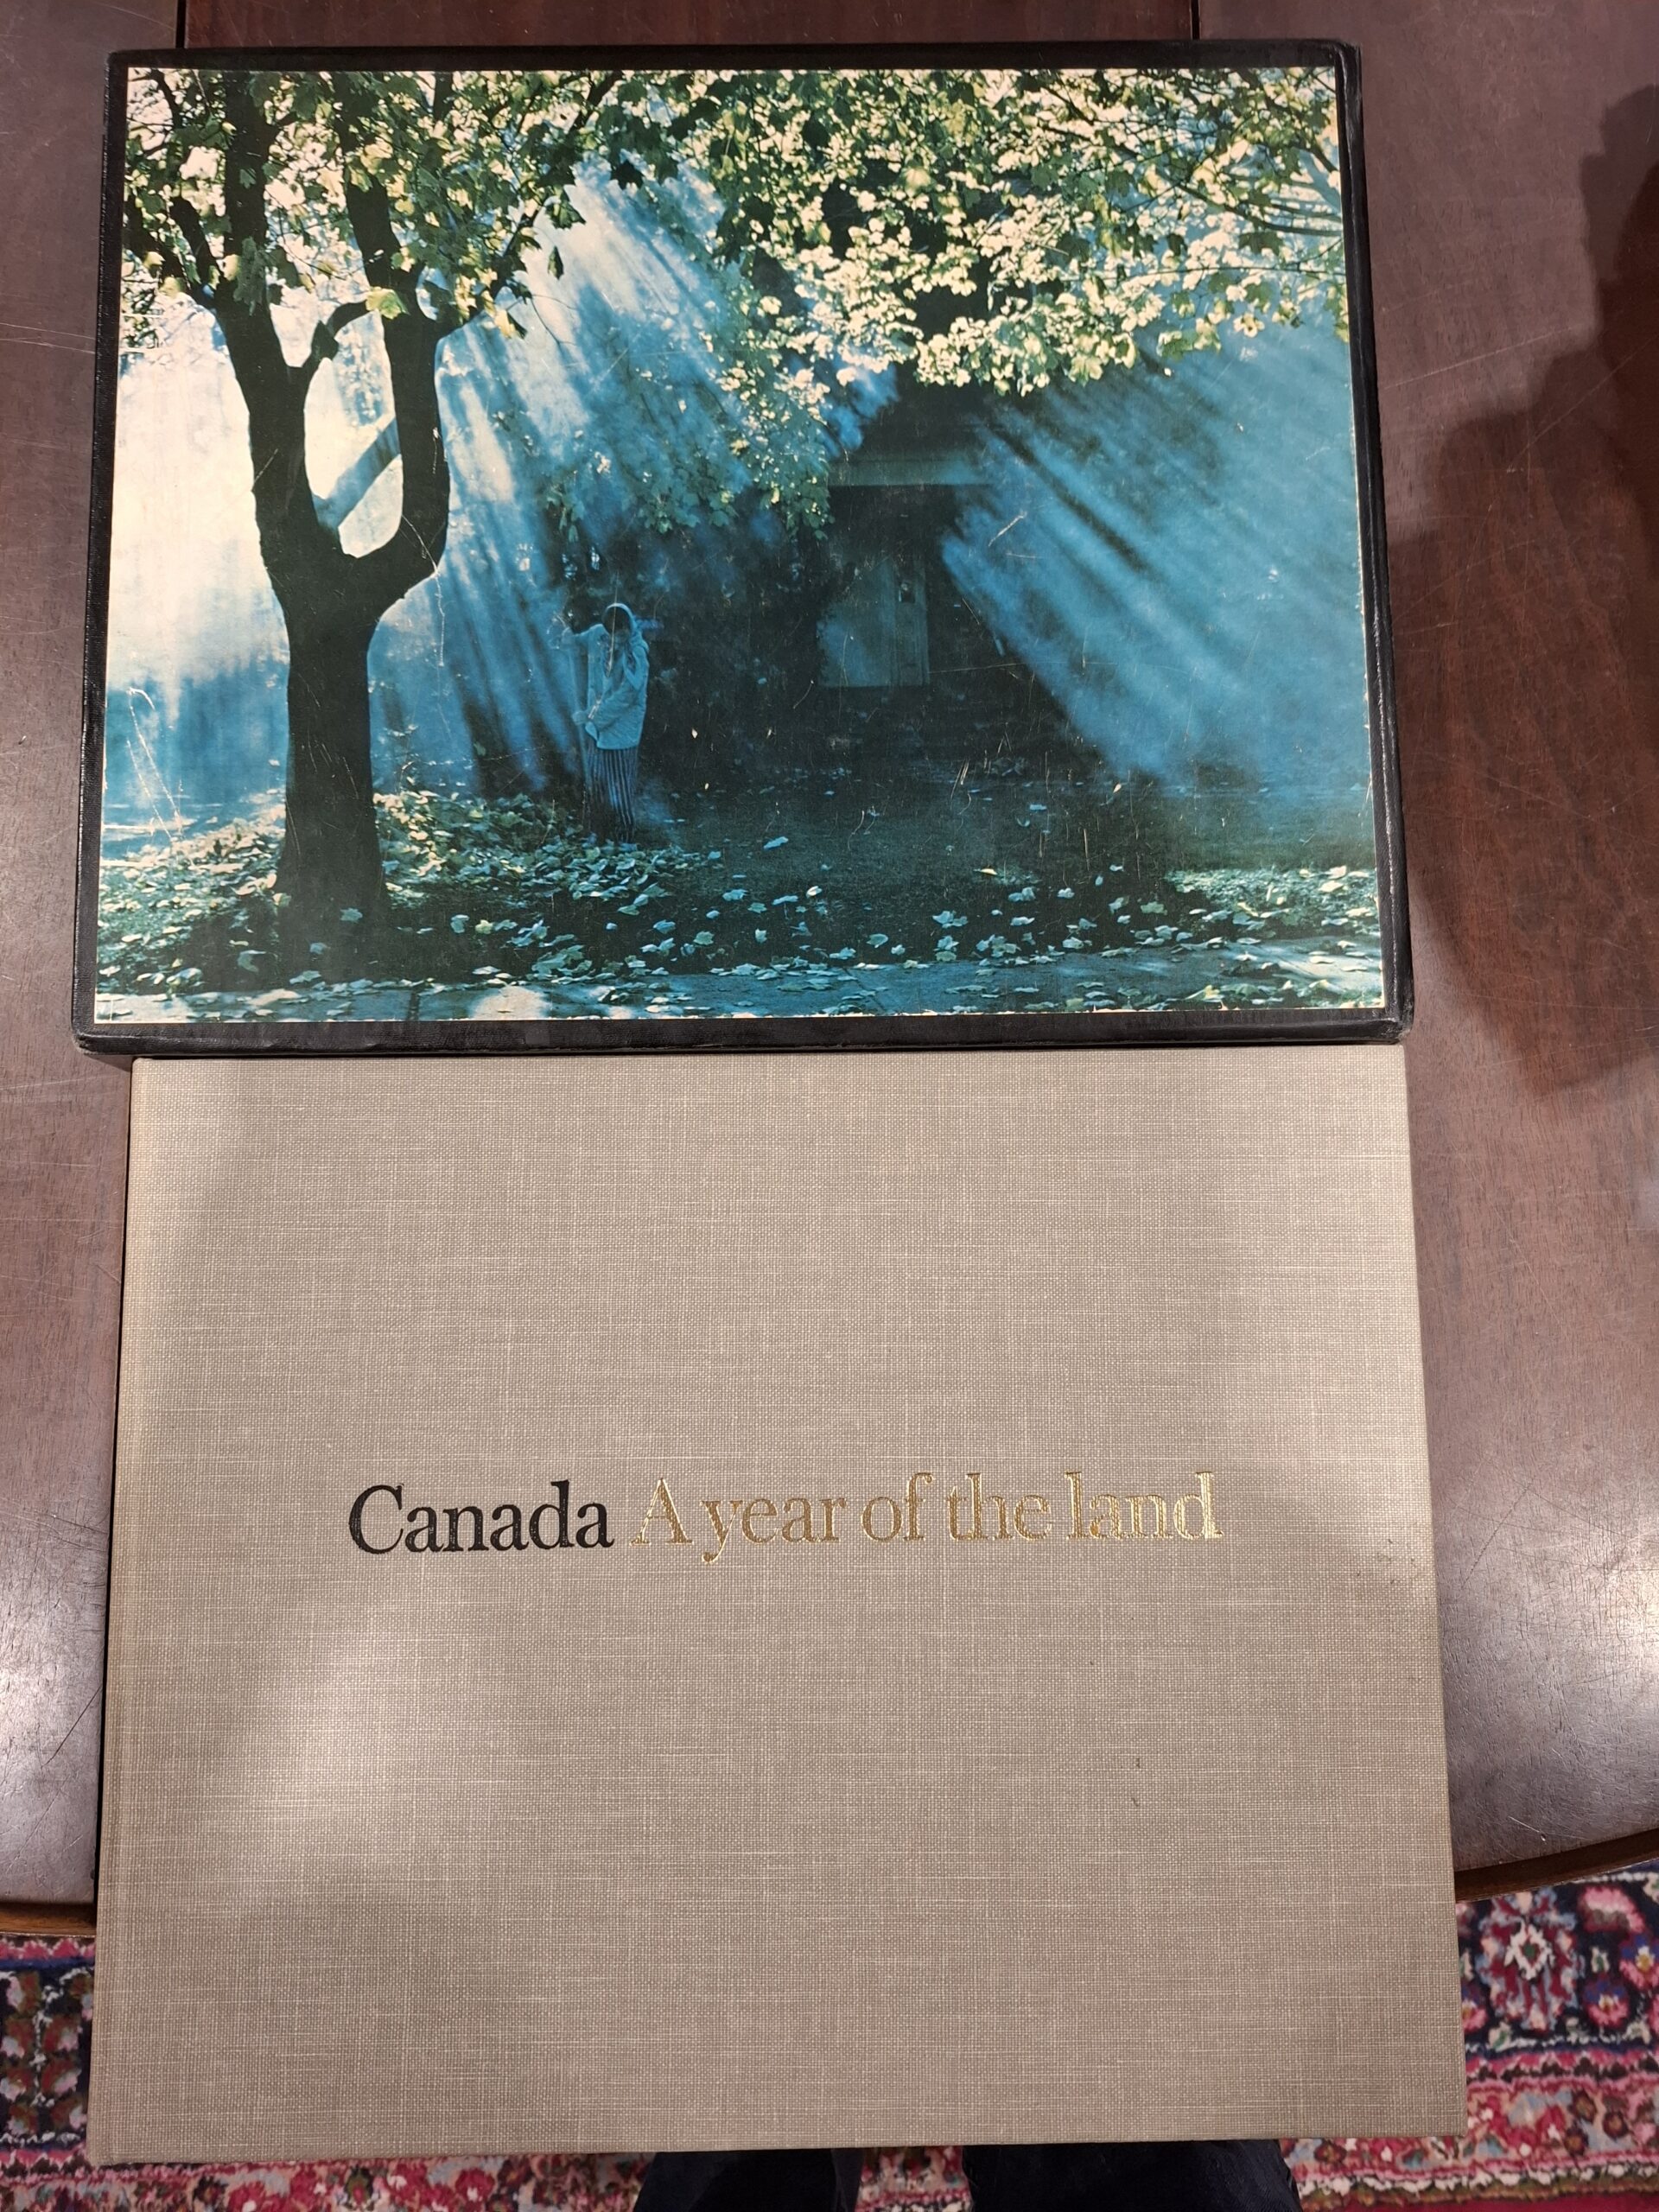 Canada A year of the land